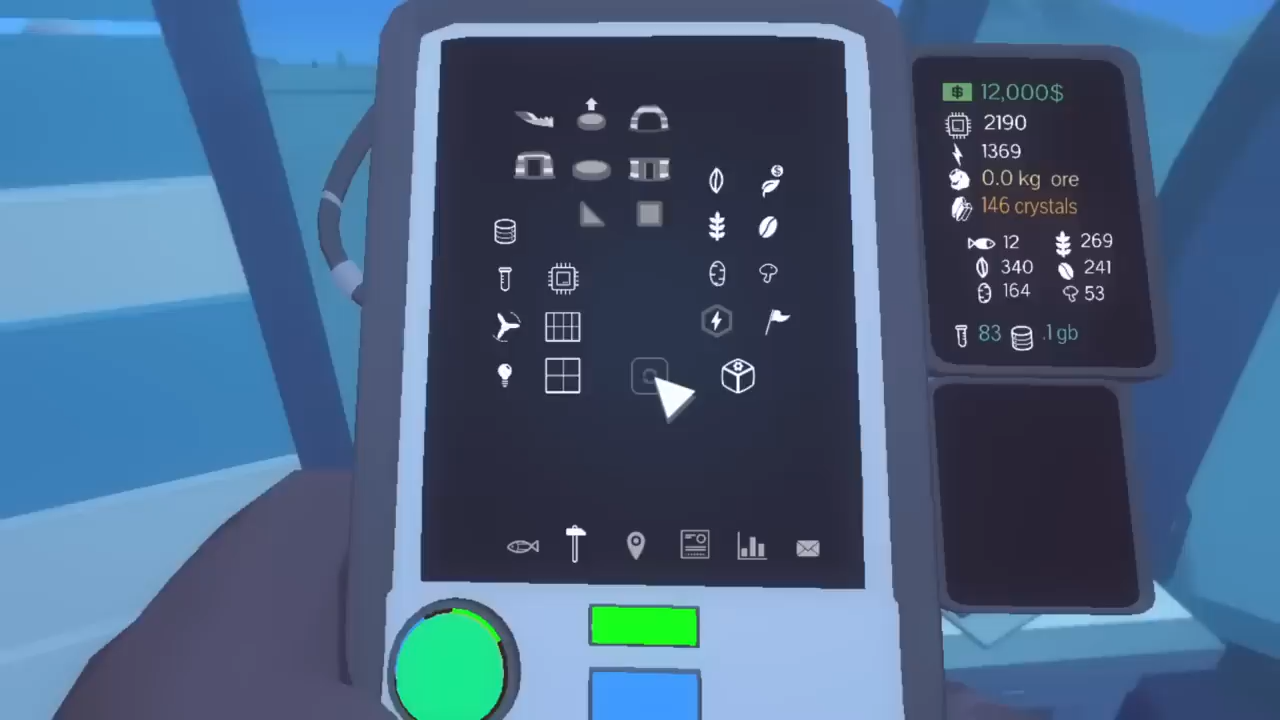 12,000$
2190
1369
0.0 kg ore
146 crystals
12 269
340 241
164 53
83 .1 gb